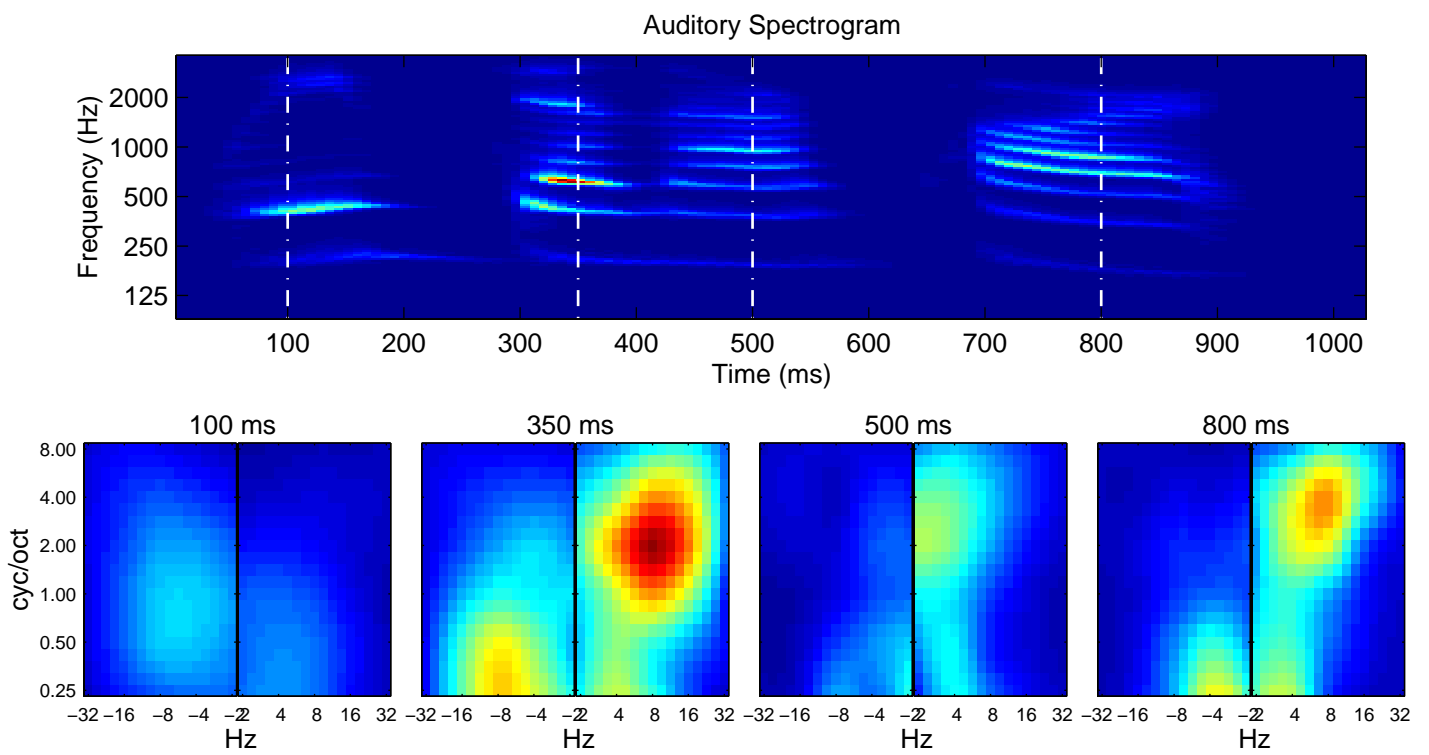 Auditory Spectrogram
Frequency (Hz)
2000
1000
500
250
125
100 200 300 400 500 600 700 800 900 1000
Time (ms)
100 ms 350 ms 500 ms 800 ms
cyc/oct
8.00
4.00
2.00
1.00
0.50
0.25
−32 −16 −8 −4 −2 2 4 8 16 32 −32 −16 −8 −4 −2 2 4 8 16 32 −32 −16 −8 −4 −2 2 4 8 16 32 −32 −16 −8 −4 −2 2 4 8 16 32
Hz Hz Hz Hz